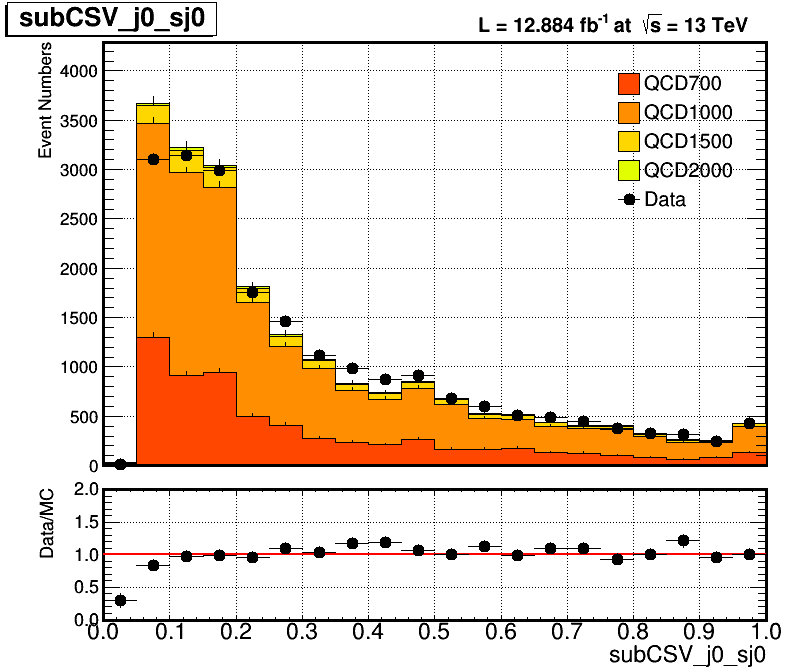 subCSV_j0_sj0
L = 12.884 fb-1 at √s = 13 TeV
Event Numbers
4000
3500
3000
2500
2000
1500
1000
500
0
QCD700
QCD1000
QCD1500
QCD2000
Data
Data/MC
2.0
1.5
1.0
0.5
0.0
0.0 0.1 0.2 0.3 0.4 0.5 0.6 0.7 0.8 0.9 1.0
subCSV_j0_sj0